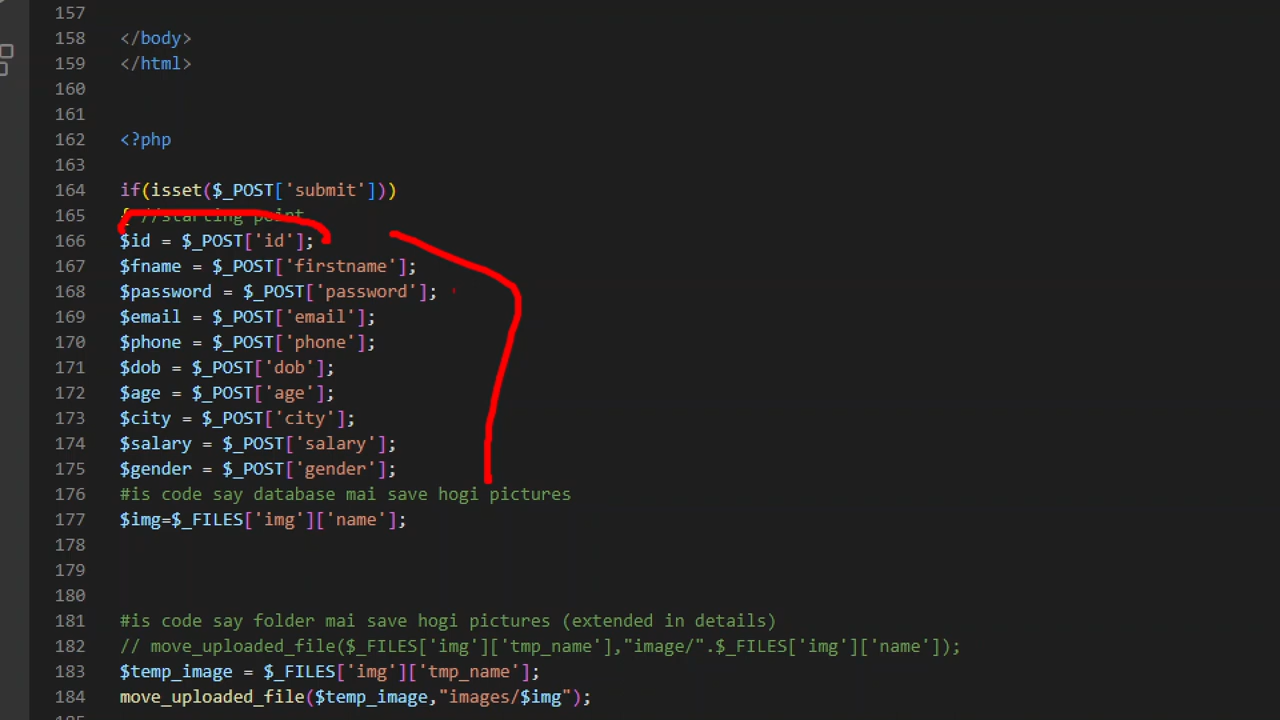 157
158 </body>
159 </html>
160
161
162 <?php
163
164 if(isset($_POST['submit']))
165 { //starting point
166 $id = $_POST['id'];
167 $fname = $_POST['firstname'];
168 $password = $_POST['password'];
169 $email = $_POST['email'];
170 $phone = $_POST['phone'];
171 $dob = $_POST['dob'];
172 $age = $_POST['age'];
173 $city = $_POST['city'];
174 $salary = $_POST['salary'];
175 $gender = $_POST['gender'];
176 #is code say database mai save hogi pictures
177 $img=$_FILES['img']['name'];
178
179
180
181 #is code say folder mai save hogi pictures (extended in details)
182 // move_uploaded_file($_FILES['img']['tmp_name'],"image/".$_FILES['img']['name']);
183 $temp_image = $_FILES['img']['tmp_name'];
184 move_uploaded_file($temp_image,"images/$img");